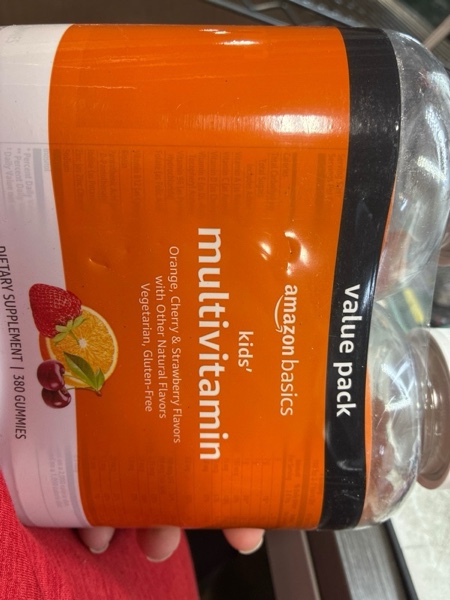 value pack
amazon basics
kids'
multivitamin
Orange, Cherry & Strawberry Flavors
with Other Natural Flavors
Vegetarian, Gluten-Free
DIETARY SUPPLEMENT | 380 GUMMIES